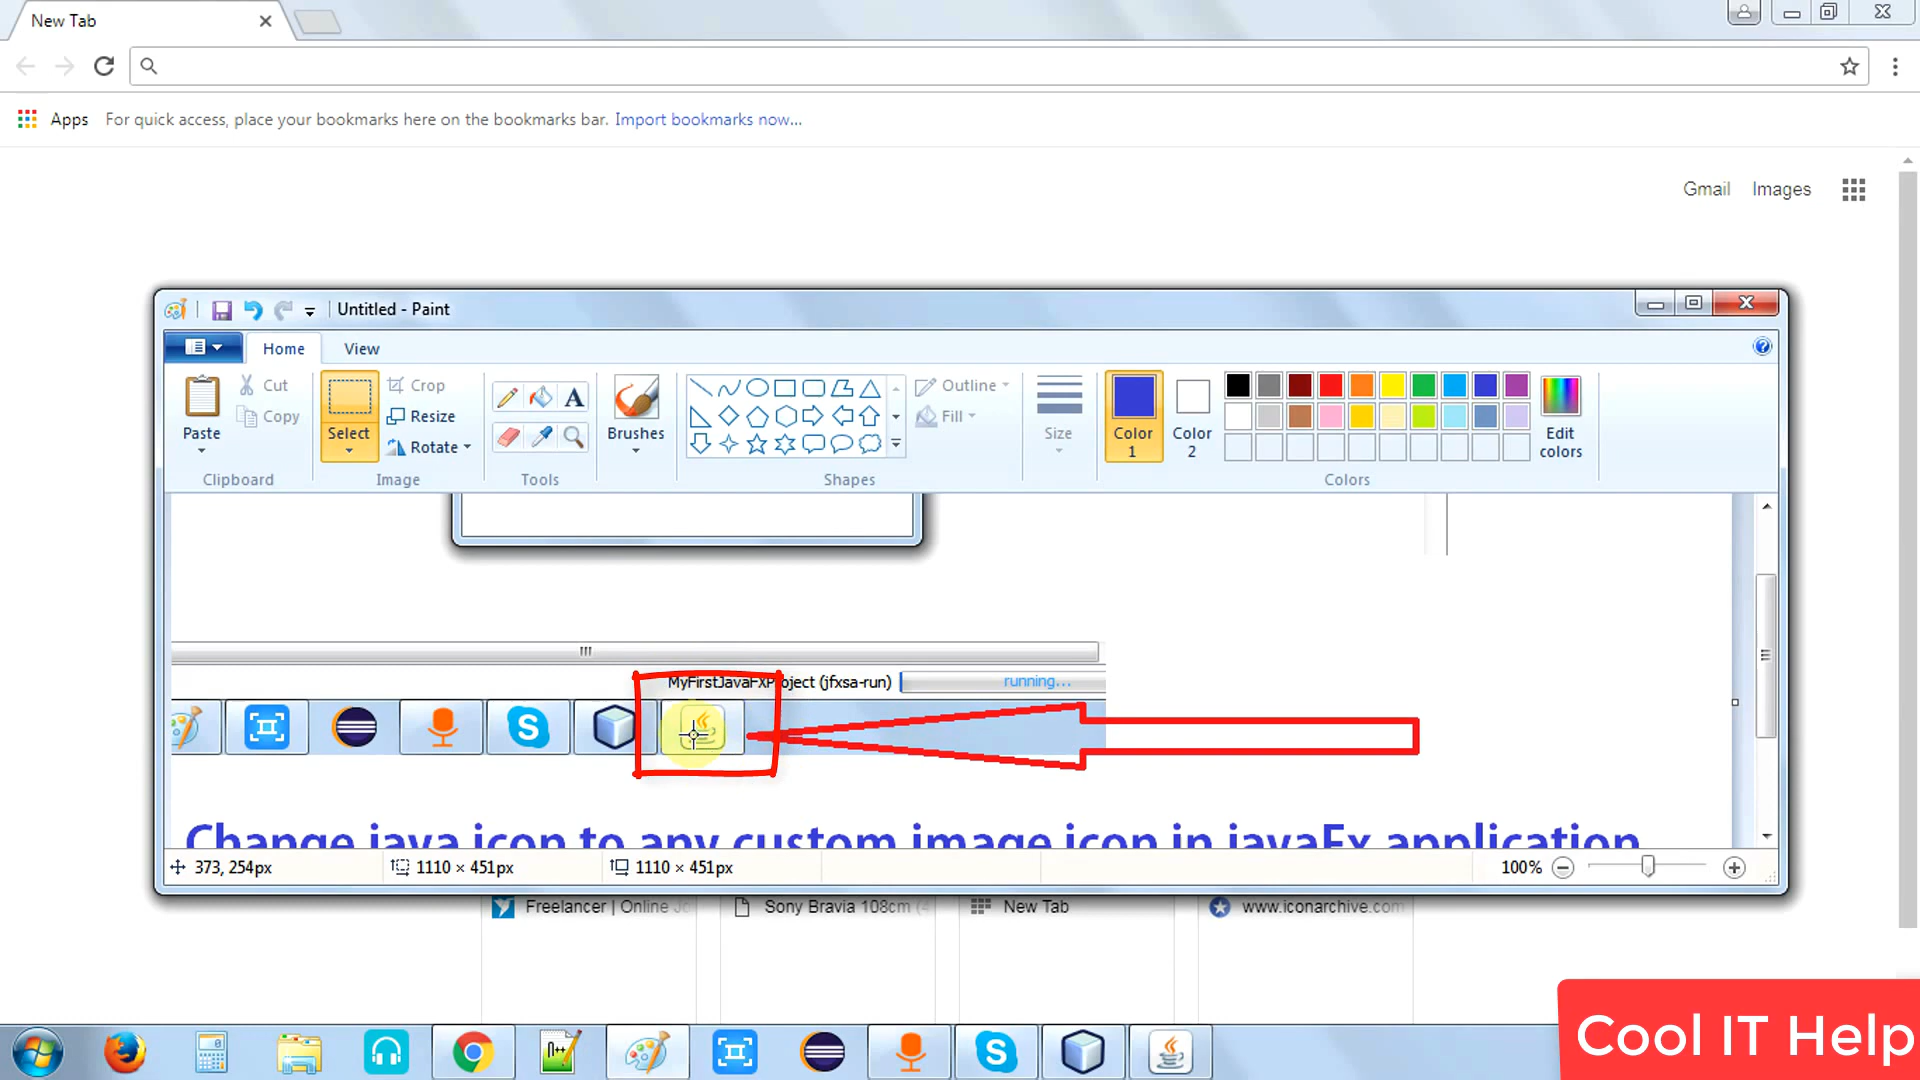 New Tab
Apps For quick access, place your bookmarks here on the bookmarks bar. Import bookmarks now...
Gmail Images
Untitled - Paint
Home View
Paste
Cut
Copy
Clipboard
Select
Crop
Resize
Rotate
Image
A
Tools
Brushes
Shapes
Outline
Fill
Size
Color 1
Color 2
Edit colors
Colors
MyFirstJavaFXProject (jfxsa-run) running...
Change java icon to any custom image icon in javaFx application
373, 254px 1110 × 451px 1110 × 451px 100%
Freelancer | Online Jo
Sony Bravia 108cm (4
New Tab
www.iconarchive.com
Cool IT Help